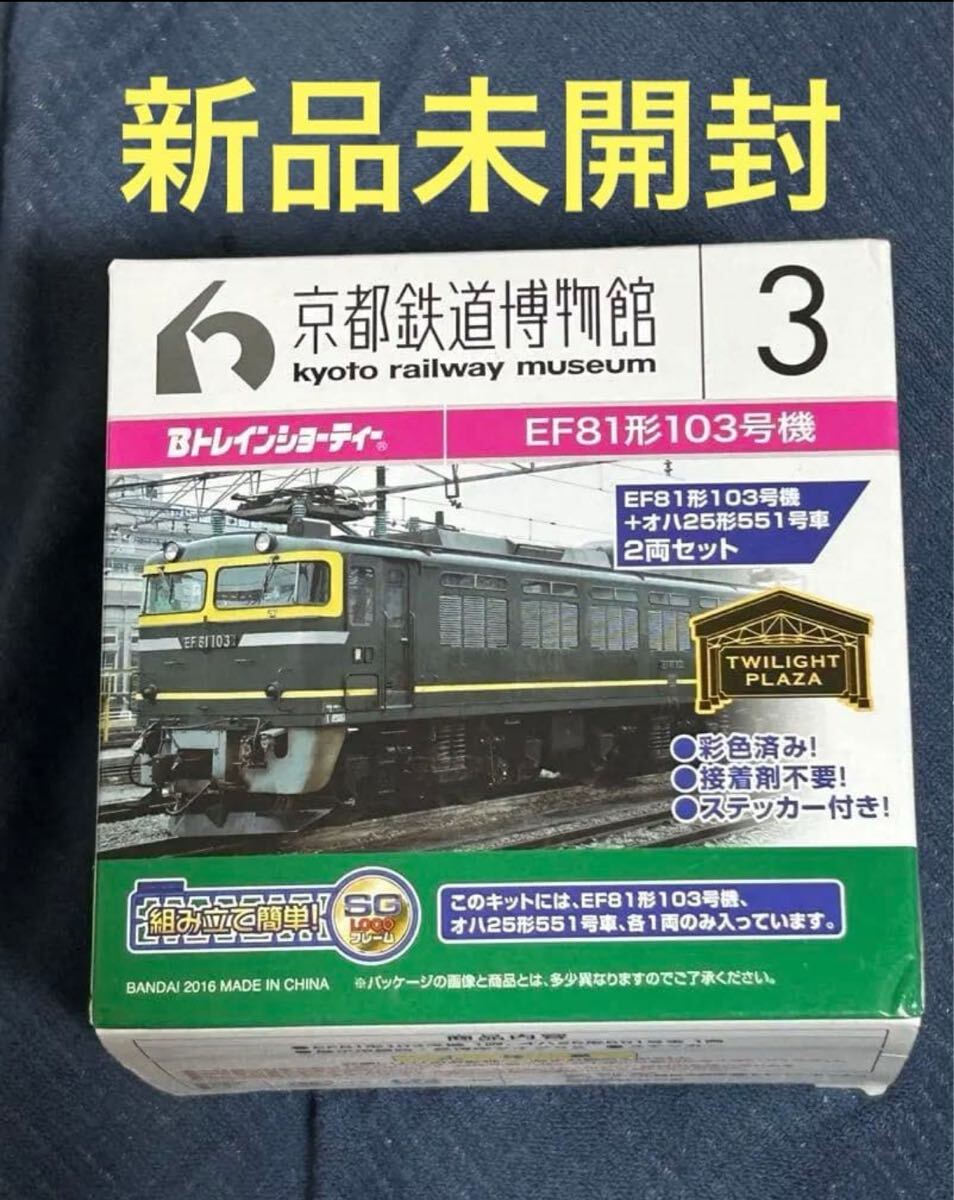 新品未開封
京都鉄道博物館
kyoto railway museum
3
Bトレインショーティー®
EF81形103号機
EF81形103号機
+オハ25形551号車
2両セット
EF81103
TWILIGHT
PLAZA
●彩色済み!
●接着剤不要!
●ステッカー付き!
組み立て簡単!
SG
LOCO
フレーム
このキットには、EF81形103号機、
オハ25形551号車、各1両のみ入っています。
BANDAI 2016 MADE IN CHINA
※パッケージの画像と商品とは、多少異なりますのでご了承ください。
商品内容